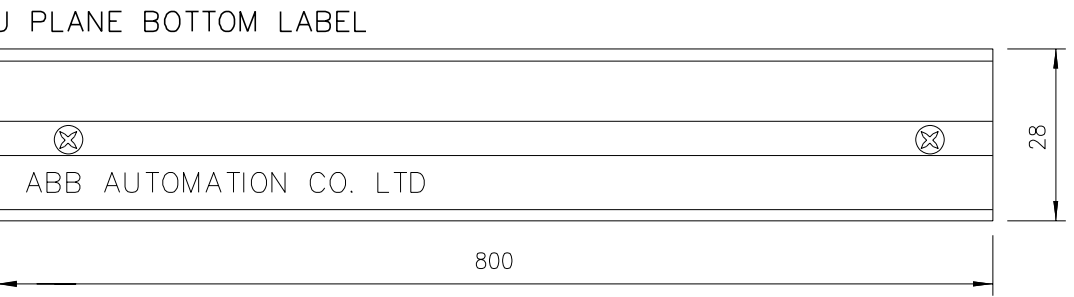 PLANE BOTTOM LABEL
28
ABB AUTOMATION CO. LTD
800